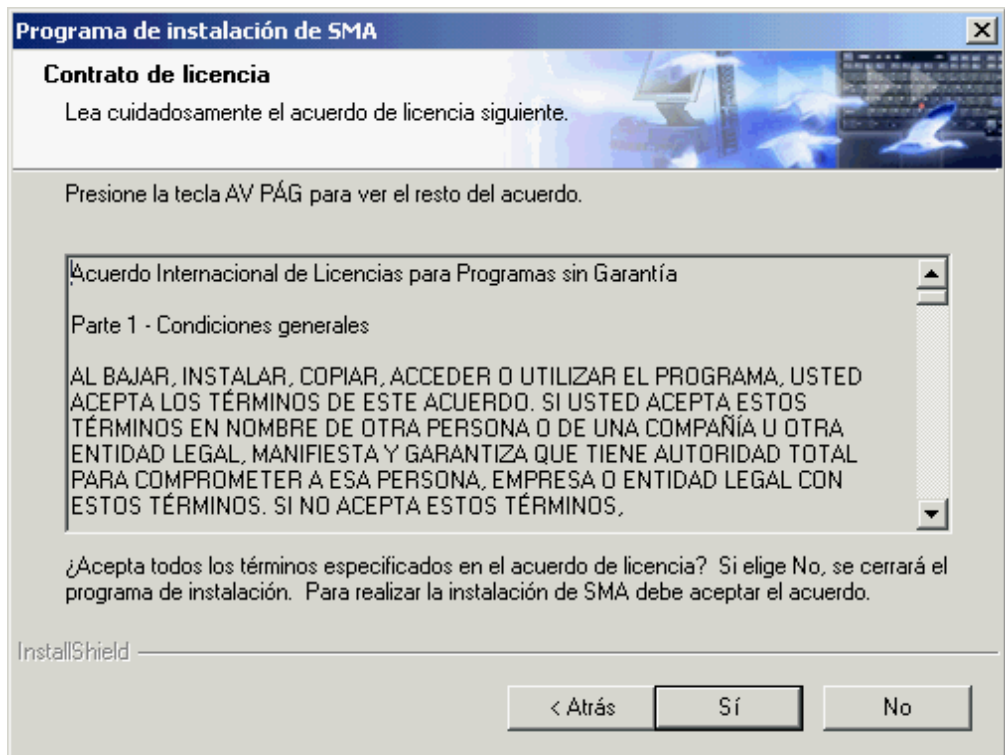 Programa de instalación de SMA
Contrato de licencia
Lea cuidadosamente el acuerdo de licencia siguiente.
Presione la tecla AV PÁG para ver el resto del acuerdo.
Acuerdo Internacional de Licencias para Programas sin Garantía
Parte 1 - Condiciones generales
AL BAJAR, INSTALAR, COPIAR, ACCEDER O UTILIZAR EL PROGRAMA, USTED
ACEPTA LOS TÉRMINOS DE ESTE ACUERDO. SI USTED ACEPTA ESTOS
TÉRMINOS EN NOMBRE DE OTRA PERSONA O DE UNA COMPAÑÍA U OTRA
ENTIDAD LEGAL, MANIFIESTA Y GARANTIZA QUE TIENE AUTORIDAD TOTAL
PARA COMPROMETER A ESA PERSONA, EMPRESA O ENTIDAD LEGAL CON
ESTOS TÉRMINOS. SI NO ACEPTA ESTOS TÉRMINOS,
¿Acepta todos los términos especificados en el acuerdo de licencia?  Si elige No, se cerrará el
programa de instalación.  Para realizar la instalación de SMA debe aceptar el acuerdo.
InstallShield
< Atrás
Sí
No